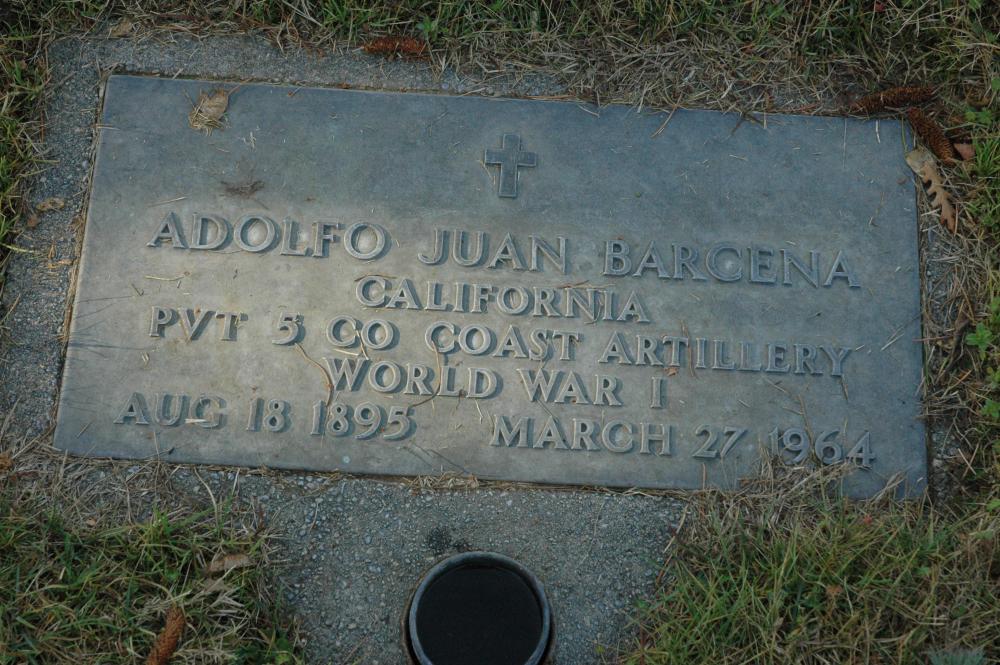 ADOLFO JUAN BARCENA
CALIFORNIA
PVT 5 CO COAST ARTILLERY
WORLD WAR I
AUG 18 1895 MARCH 27 1964